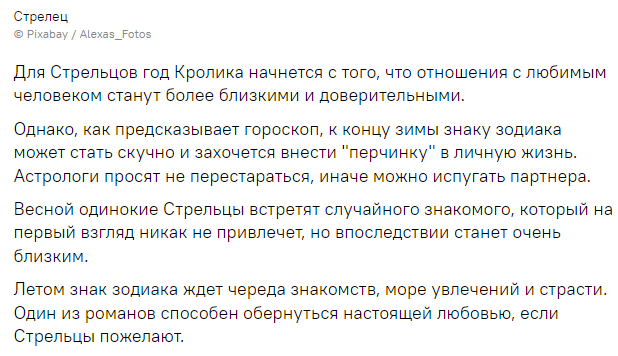 Стрелец
© Pixabay / Alexas_Fotos
Для Стрельцов год Кролика начнется с того, что отношения с любимым
человеком станут более близкими и доверительными.
Однако, как предсказывает гороскоп, к концу зимы знаку зодиака
может стать скучно и захочется внести "перчинку" в личную жизнь.
Астрологи просят не перестараться, иначе можно испугать партнера.
Весной одинокие Стрельцы встретят случайного знакомого, который на
первый взгляд никак не привлечет, но впоследствии станет очень
близким.
Летом знак зодиака ждет череда знакомств, море увлечений и страсти.
Один из романов способен обернуться настоящей любовью, если
Стрельцы пожелают.